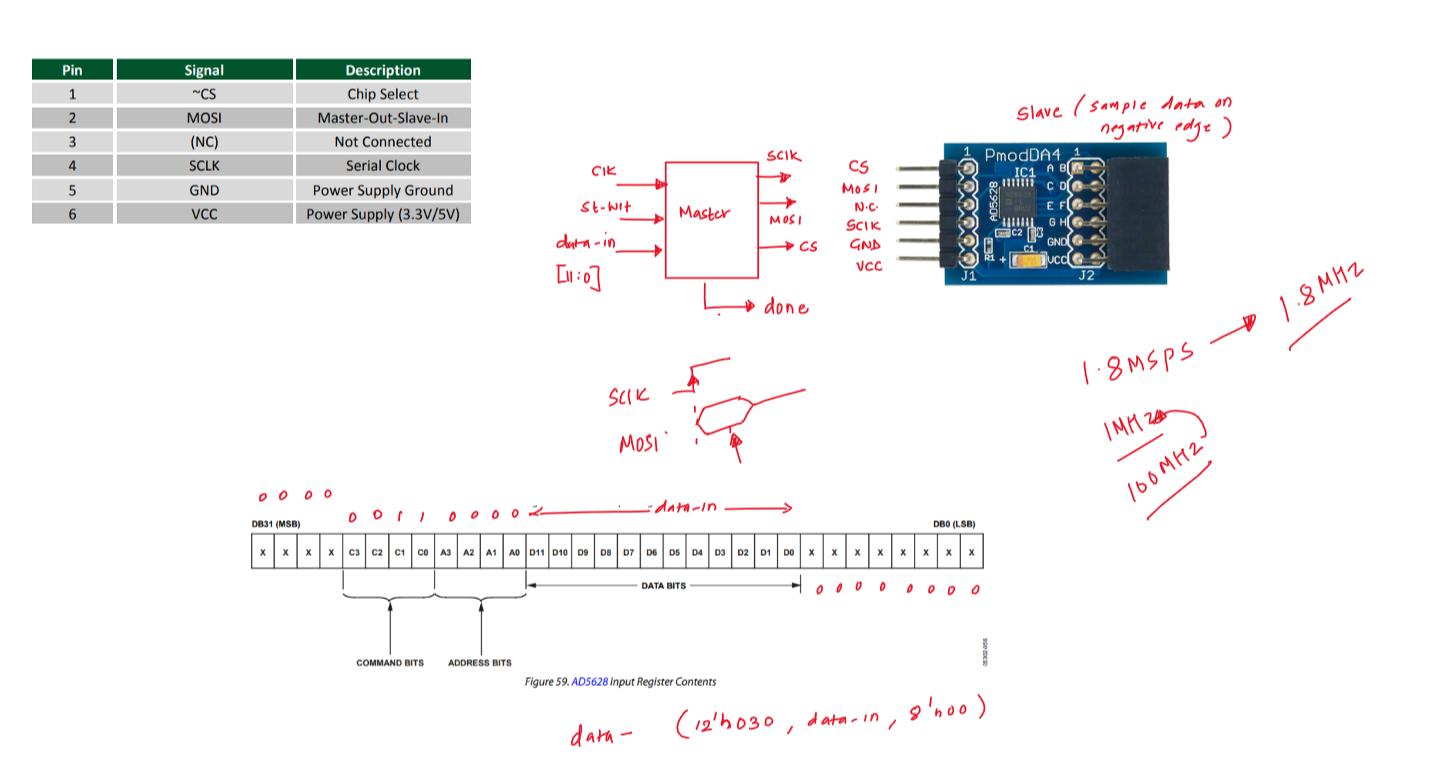 Pin Signal Description
1 ~CS Chip Select
2 MOSI Master-Out-Slave-In
3 (NC) Not Connected
4 SCLK Serial Clock
5 GND Power Supply Ground
6 VCC Power Supply (3.3V/5V)
Slave (sample data on
negative edge)
Clk
St-wrt
data-in
[11:0]
Master
SClK
MOSI
CS
done
CS
MOSI
N.C.
SClK
GND
VCC
1 PmodDA4 1
IC1
AD5628
A B
C D
E F
G H
GND
VCC
C2
C3
C1
R1 +
J1 J2
1.8MSPS
1.8MHz
1MHz
100MHz
SClK
MOSI
0 0 0 0
0 0 1 1 0 0 0 0 data-in
DB31 (MSB) DB0 (LSB)
X X X X C3 C2 C1 C0 A3 A2 A1 A0 D11 D10 D9 D8 D7 D6 D5 D4 D3 D2 D1 D0 X X X X X X X X
DATA BITS
0 0 0 0 0 0 0 0
COMMAND BITS ADDRESS BITS
Figure 59. AD5628 Input Register Contents
data- (12'h030, data-in, 8'h00)